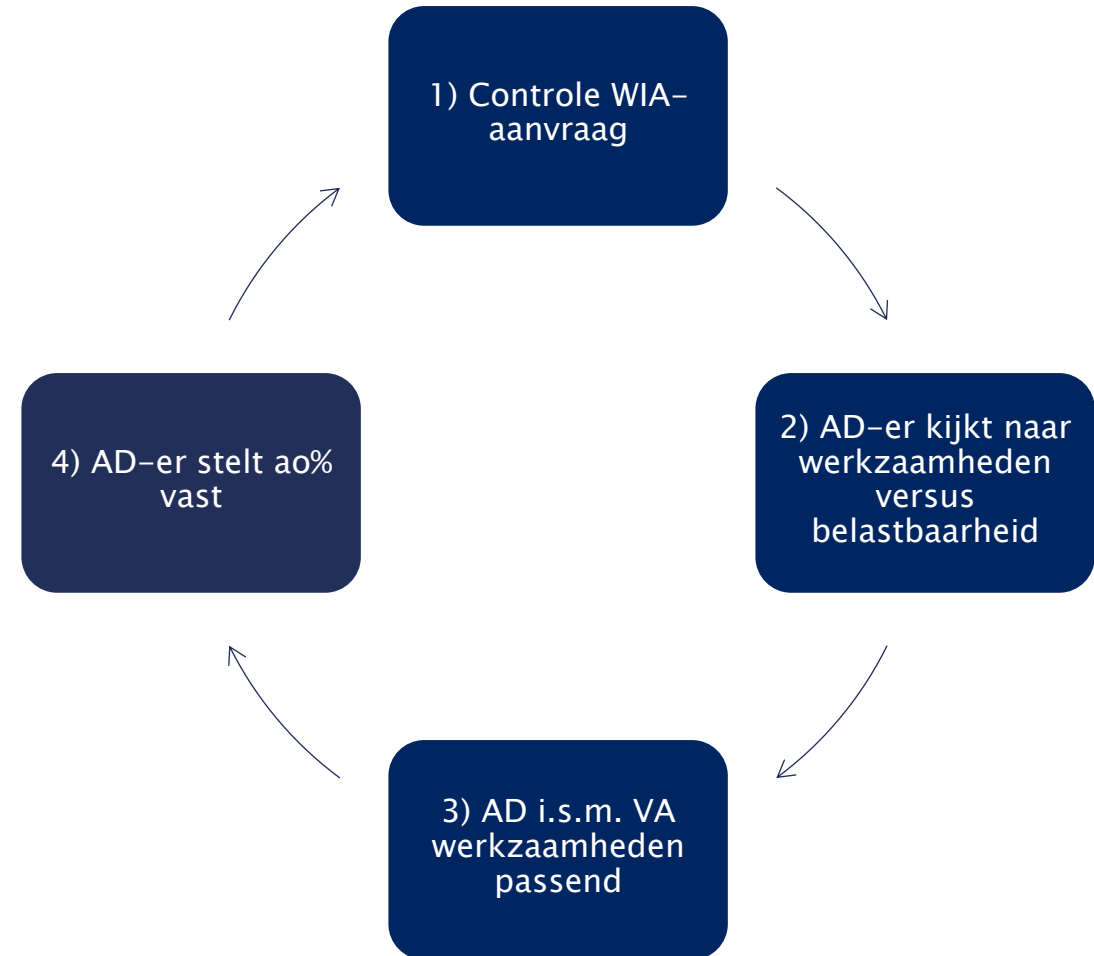 1) Controle WIA-
aanvraag
2) AD-er kijkt naar
werkzaamheden
versus
belastbaarheid
3) AD i.s.m. VA
werkzaamheden
passend
4) AD-er stelt ao%
vast